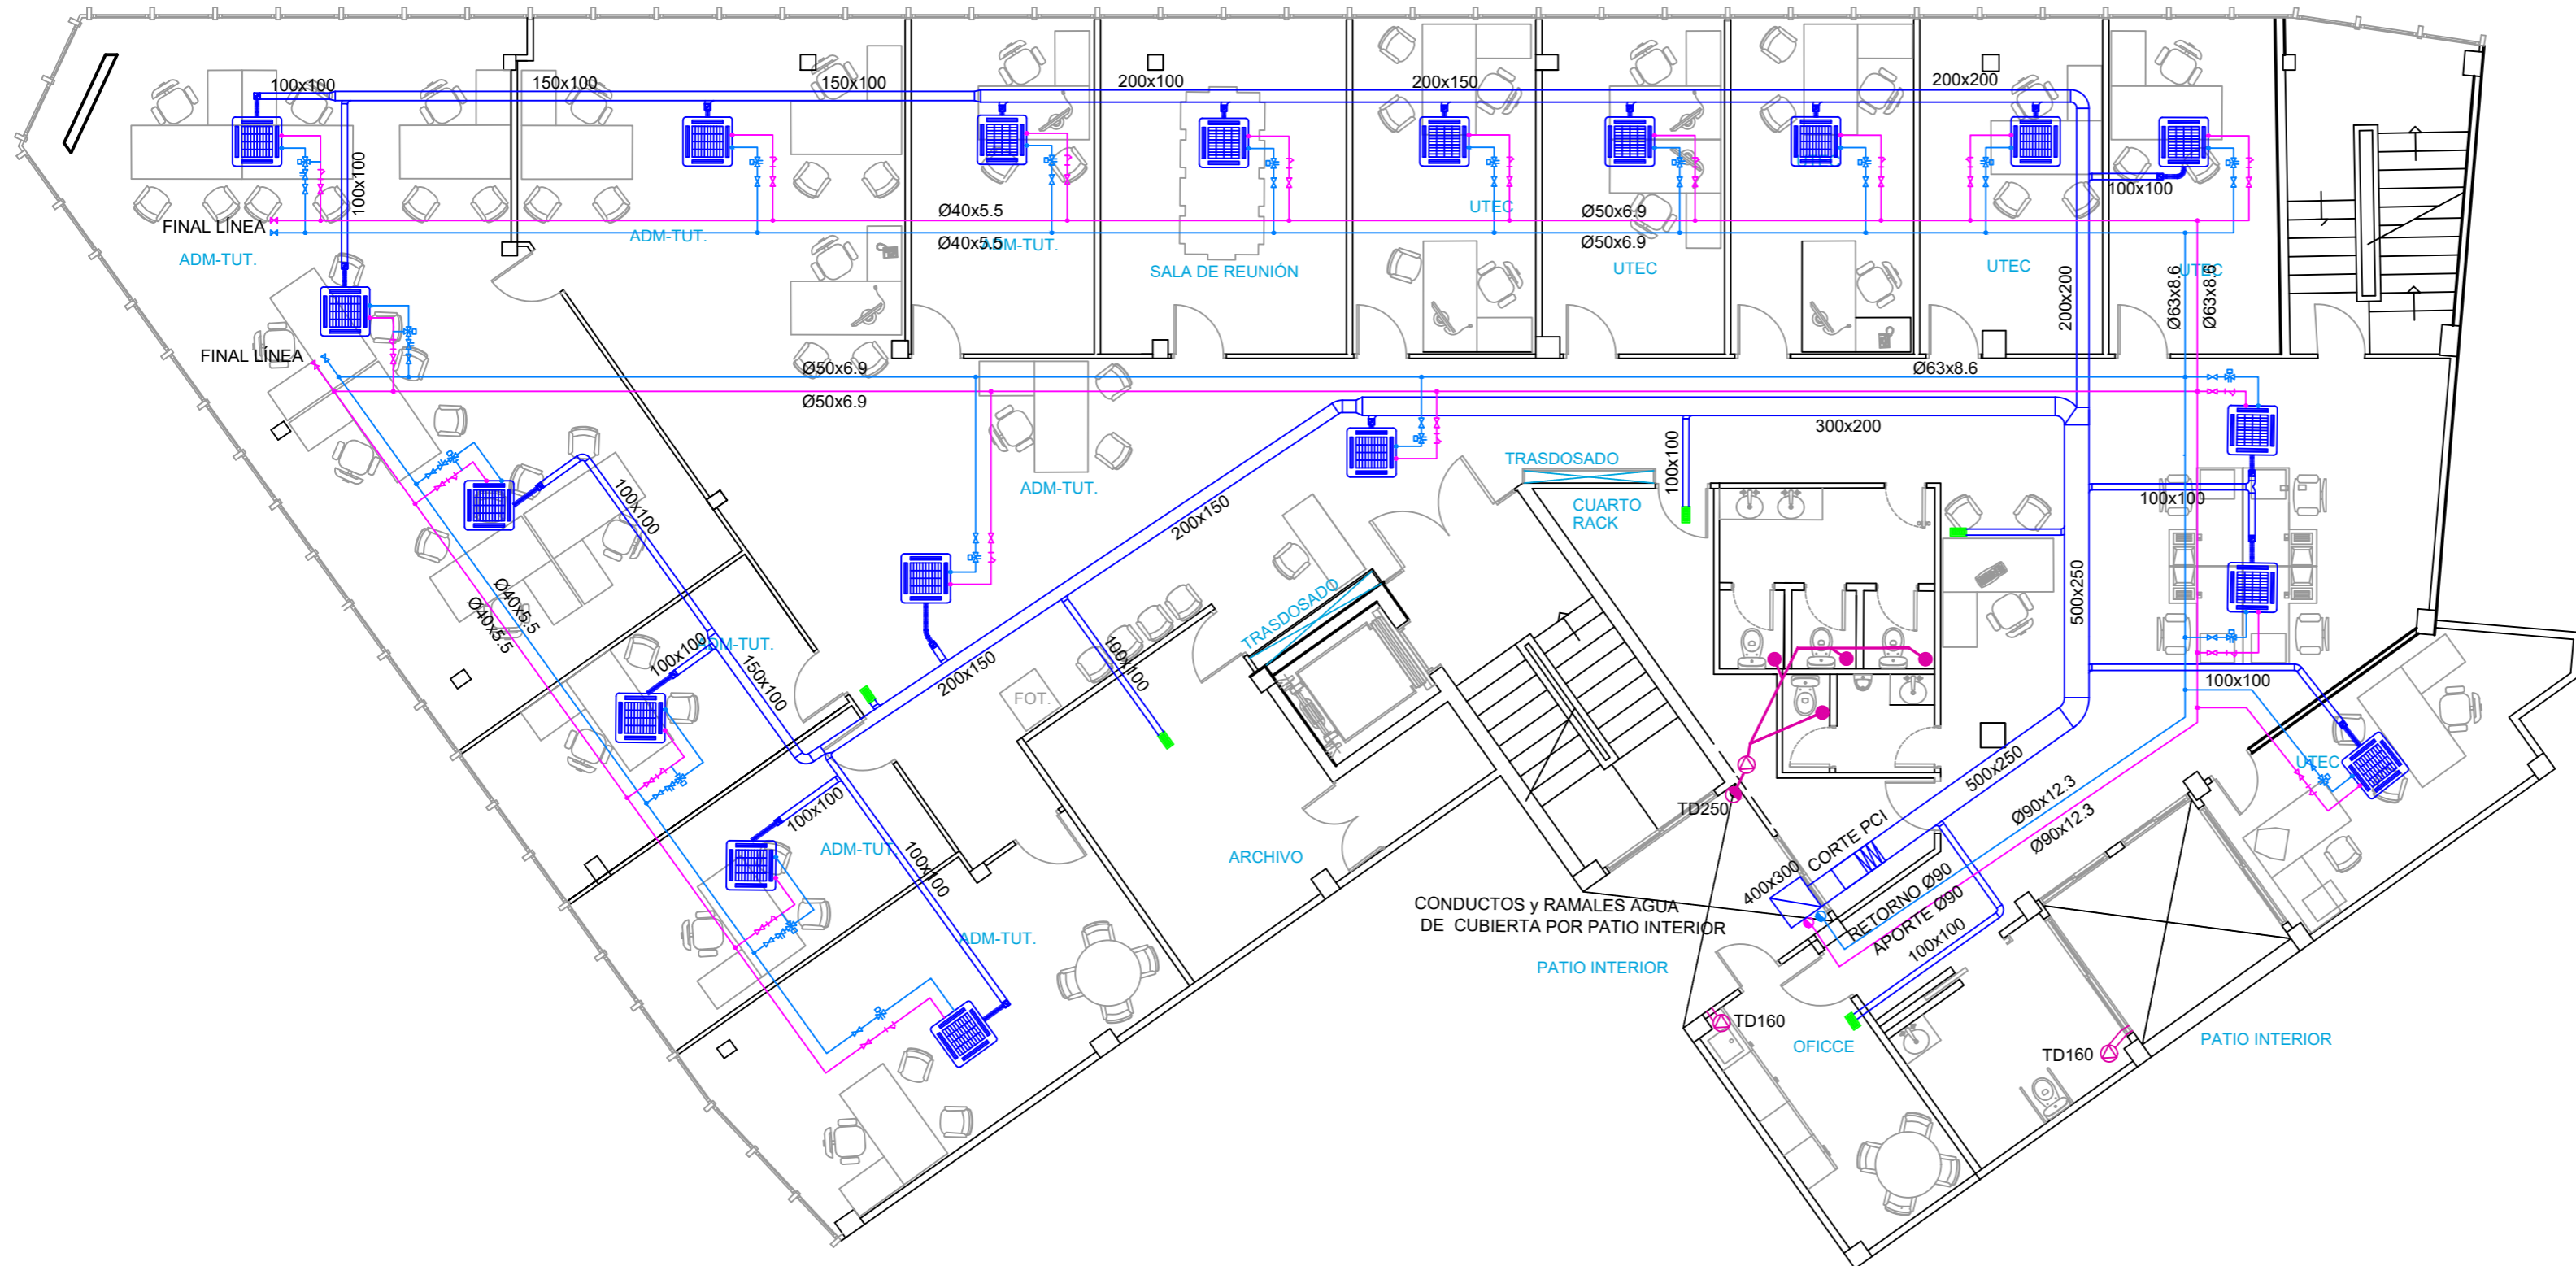 100x100
150x100
150x100
200x100
200x150
200x200
100x100
100x100
FINAL LÍNEA
Ø40x5.5
Ø40x5.5
Ø50x6.9
Ø50x6.9
ADM-TUT.
ADM-TUT.
ADM-TUT.
SALA DE REUNIÓN
UTEC
UTEC
UTEC
UTEC
200x200
Ø63x8.6
Ø63x8.6
FINAL LÍNEA
Ø50x6.9
Ø50x6.9
Ø63x8.6
300x200
ADM-TUT.
TRASDOSADO
CUARTO
RACK
100x100
100x100
200x150
100x100
500x250
Ø40x5.5
Ø40x5.5
TRASDOSADO
ADM-TUT.
100x100
150x100
200x150
100x100
FOT.
100x100
UTEC
500x250
Ø90x12.3
Ø90x12.3
TD250
CORTE PCI
400x300
100x100
ADM-TUT.
100x100
ARCHIVO
CONDUCTOS y RAMALES AGUA
DE CUBIERTA POR PATIO INTERIOR
RETORNO Ø90
APORTE Ø90
100x100
ADM-TUT.
PATIO INTERIOR
TD160
OFICCE
TD160
PATIO INTERIOR